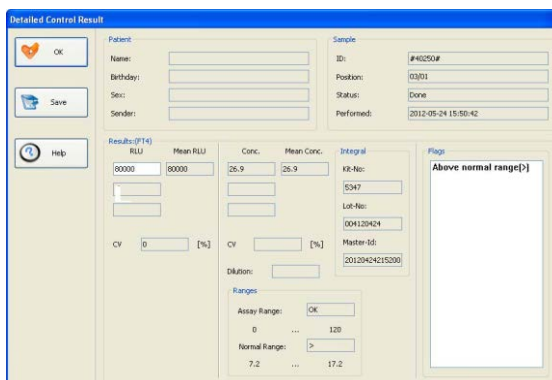 Detailed Control Result
OK
Save
Help
Patient
Name:
Birthday:
Sex:
Sender:
Sample
ID: #40250#
Position: 03/01
Status: Done
Performed: 2012-05-24 15:50:42
Results:(FT4)
RLU Mean RLU Conc. Mean Conc.
80000 80000 26.9 26.9
CV 0 [%] CV [%]
Dilution:
Integral
Kit-No:
5347
Lot-No:
004120424
Master-Id:
20120424215200
Ranges
Assay Range: OK
0 ... 120
Normal Range: >
7.2 ... 17.2
Flags
Above normal range[>]